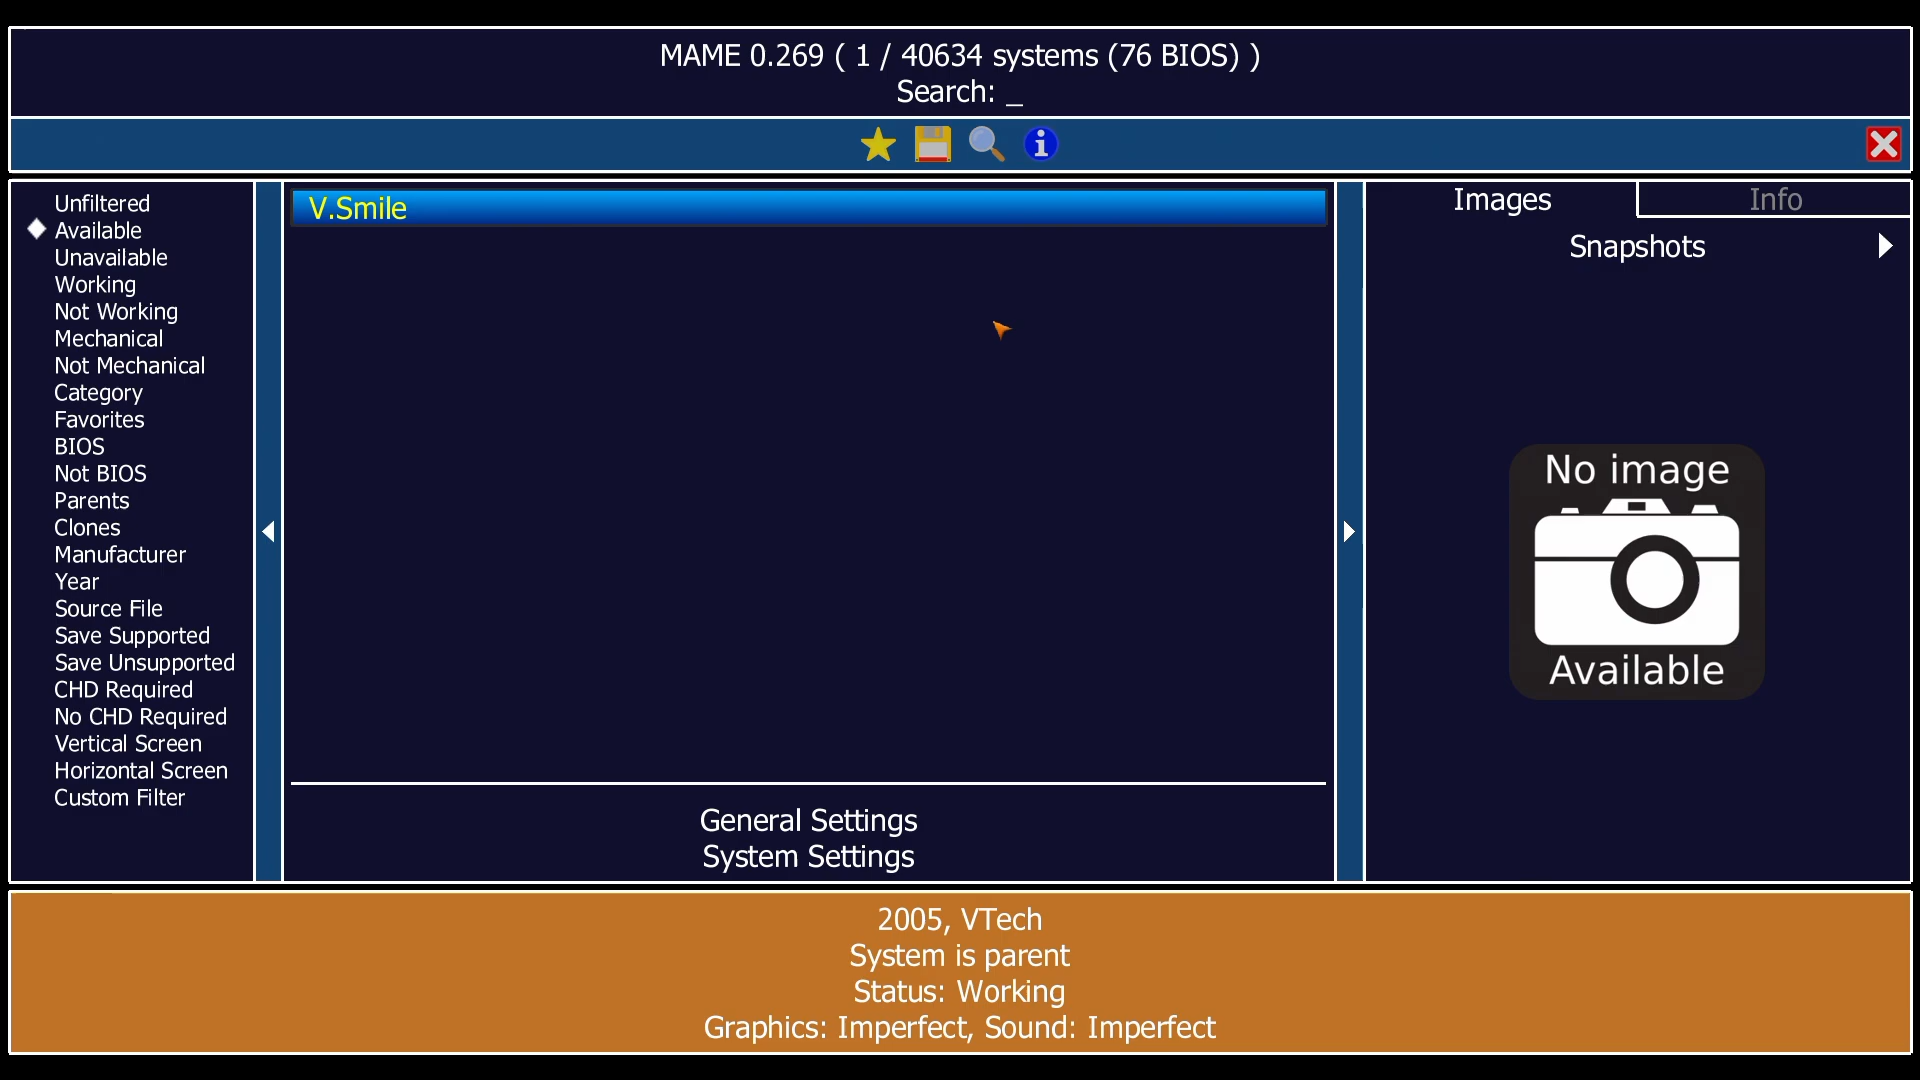 MAME 0.269 ( 1 / 40634 systems (76 BIOS) )
Search: _
Unfiltered
Available
Unavailable
Working
Not Working
Mechanical
Not Mechanical
Category
Favorites
BIOS
Not BIOS
Parents
Clones
Manufacturer
Year
Source File
Save Supported
Save Unsupported
CHD Required
No CHD Required
Vertical Screen
Horizontal Screen
Custom Filter
V.Smile
General Settings
System Settings
Images
Info
Snapshots
No image
Available
2005, VTech
System is parent
Status: Working
Graphics: Imperfect, Sound: Imperfect